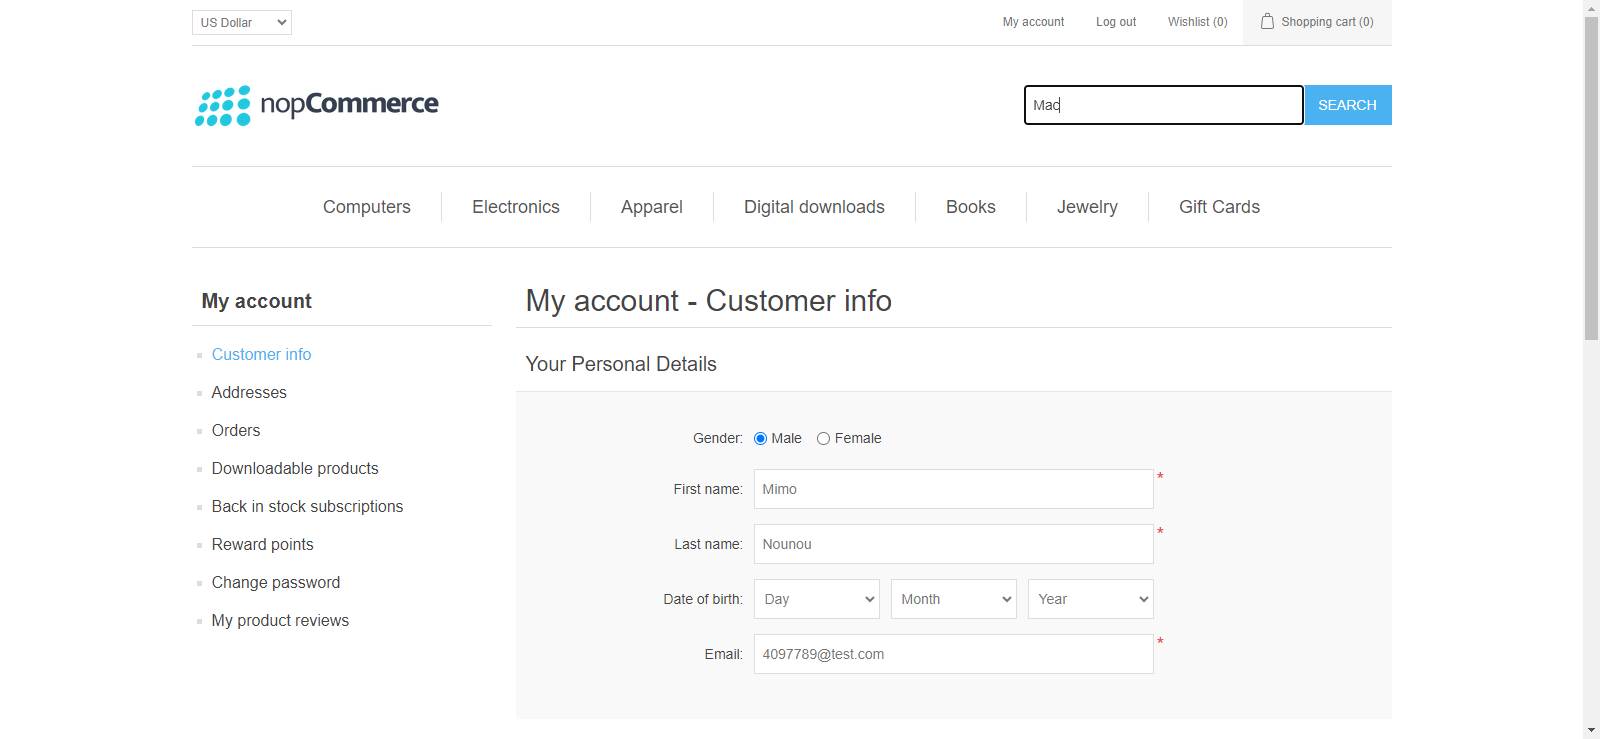 US Dollar
My account
Log out
Wishlist (0)
Shopping cart (0)
nopCommerce
Mac
SEARCH
Computers
Electronics
Apparel
Digital downloads
Books
Jewelry
Gift Cards
My account
Customer info
Addresses
Orders
Downloadable products
Back in stock subscriptions
Reward points
Change password
My product reviews
My account - Customer info
Your Personal Details
Gender: Male Female
First name: Mimo *
Last name: Nounou *
Date of birth: Day Month Year
Email: 4097789@test.com *